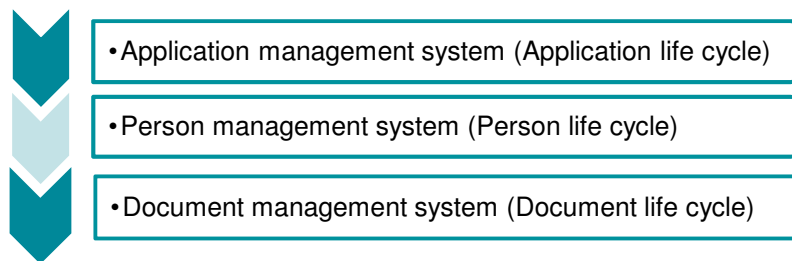 •Application management system (Application life cycle)
•Person management system (Person life cycle)
•Document management system (Document life cycle)